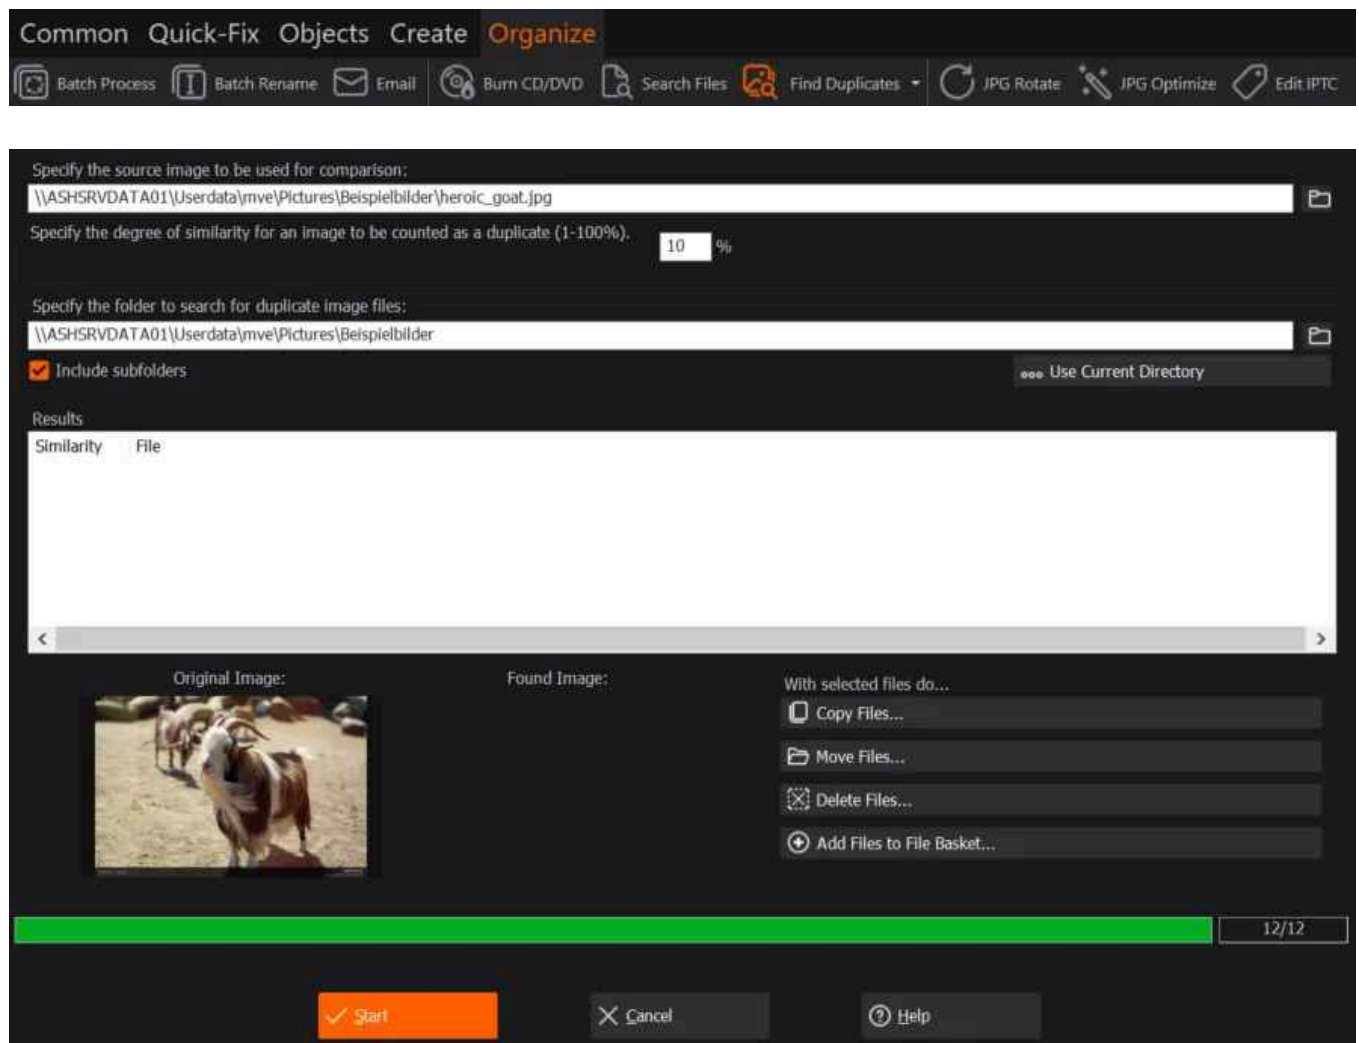 Common Quick-Fix Objects Create Organize
Batch Process Batch Rename Email Burn CD/DVD Search Files Find Duplicates JPG Rotate JPG Optimize Edit IPTC
Specify the source image to be used for comparison:
\\ASHSRVDATA01\Userdata\mve\Pictures\Beispielbilder\heroic_goat.jpg
Specify the degree of similarity for an image to be counted as a duplicate (1-100%). 10 %
Specify the folder to search for duplicate image files:
\\ASHSRVDATA01\Userdata\mve\Pictures\Beispielbilder
Include subfolders
Use Current Directory
Results
Similarity File
Original Image: Found Image:
With selected files do...
Copy Files...
Move Files...
Delete Files...
Add Files to File Basket...
12/12
Start Cancel Help